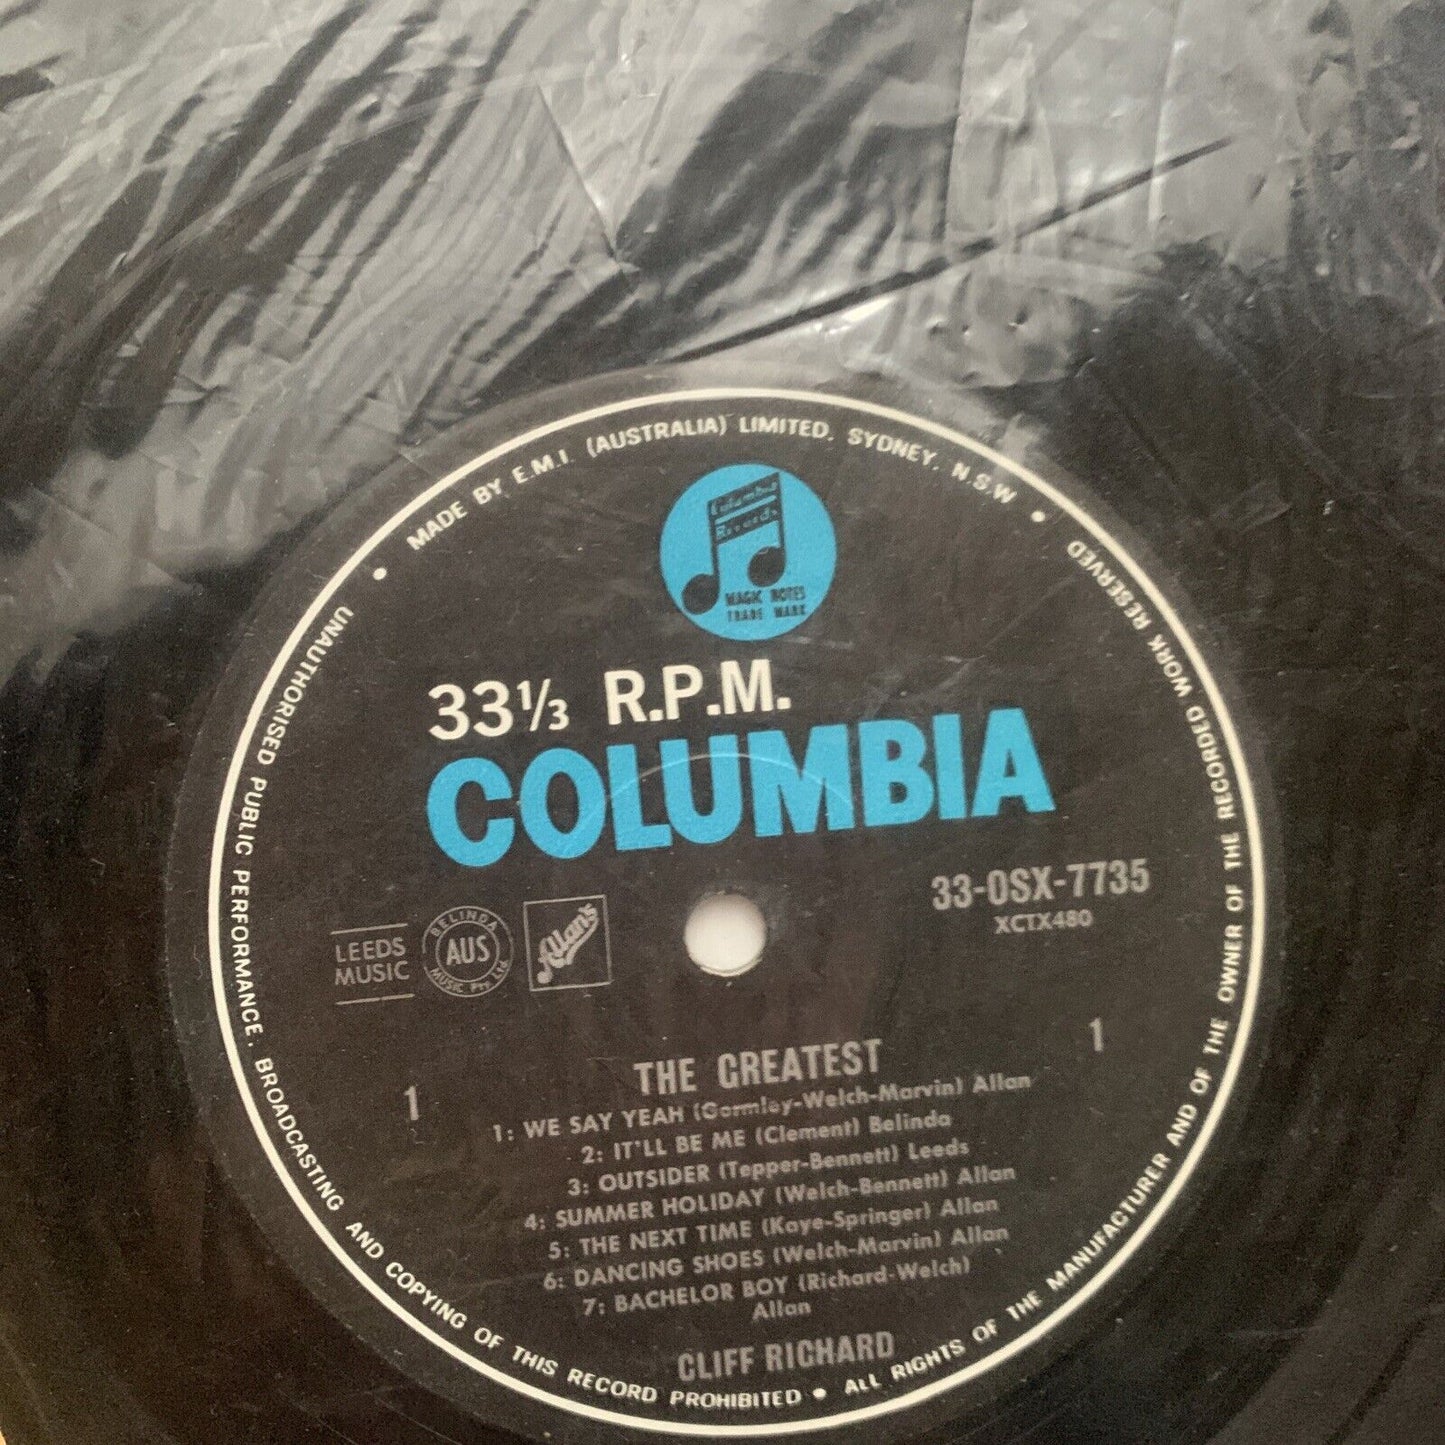 MADE BY E.M.I. (AUSTRALIA) LIMITED, SYDNEY, N.S.W
Columbia
Records
MAGIC NOTES
TRADE MARK
33⅓ R.P.M.
COLUMBIA
33-OSX-7735
XCTX480
LEEDS
MUSIC
BELINDA
AUS
MUSIC Pty. Ltd
Allan's
THE GREATEST
1
1
1: WE SAY YEAH (Gormley-Welch-Marvin) Allan
2: IT'LL BE ME (Clement) Belinda
3: OUTSIDER (Tepper-Bennett) Leeds
4: SUMMER HOLIDAY (Welch-Bennett) Allan
5: THE NEXT TIME (Kaye-Springer) Allan
6: DANCING SHOES (Welch-Marvin) Allan
7: BACHELOR BOY (Richard-Welch)
Allan
CLIFF RICHARD
UNAUTHORISED PUBLIC PERFORMANCE, BROADCASTING AND COPYING OF THIS RECORD PROHIBITED • ALL RIGHTS OF THE MANUFACTURER AND OF THE OWNER OF THE RECORDED WORK RESERVED